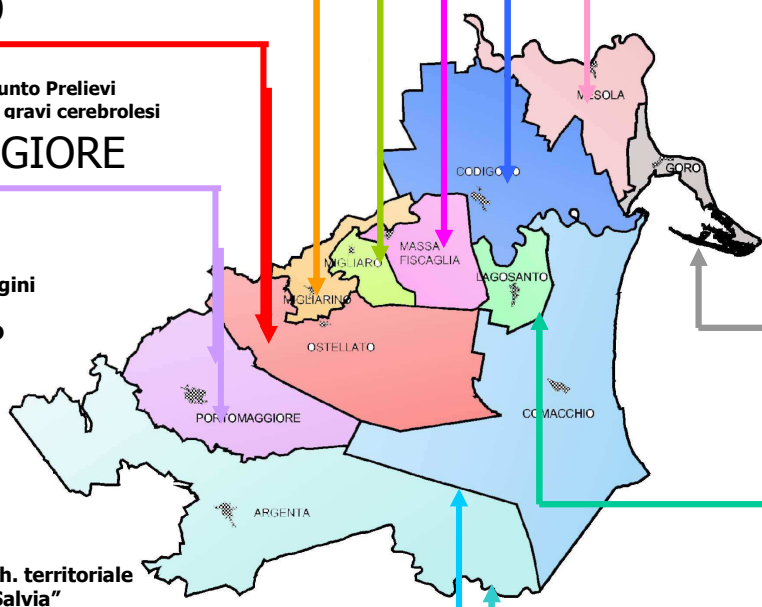 )
unto Prelievi
gravi cerebrolesi
GGIORE
gini
o
MESOLA
GORO
CODIGORO
MASSA
FISCAGLIA
MIGLIARO
LAGOSANTO
MIGLIARINO
OSTELLATO
PORTOMAGGIORE
COMACCHIO
ARGENTA
h. territoriale
Salvia”